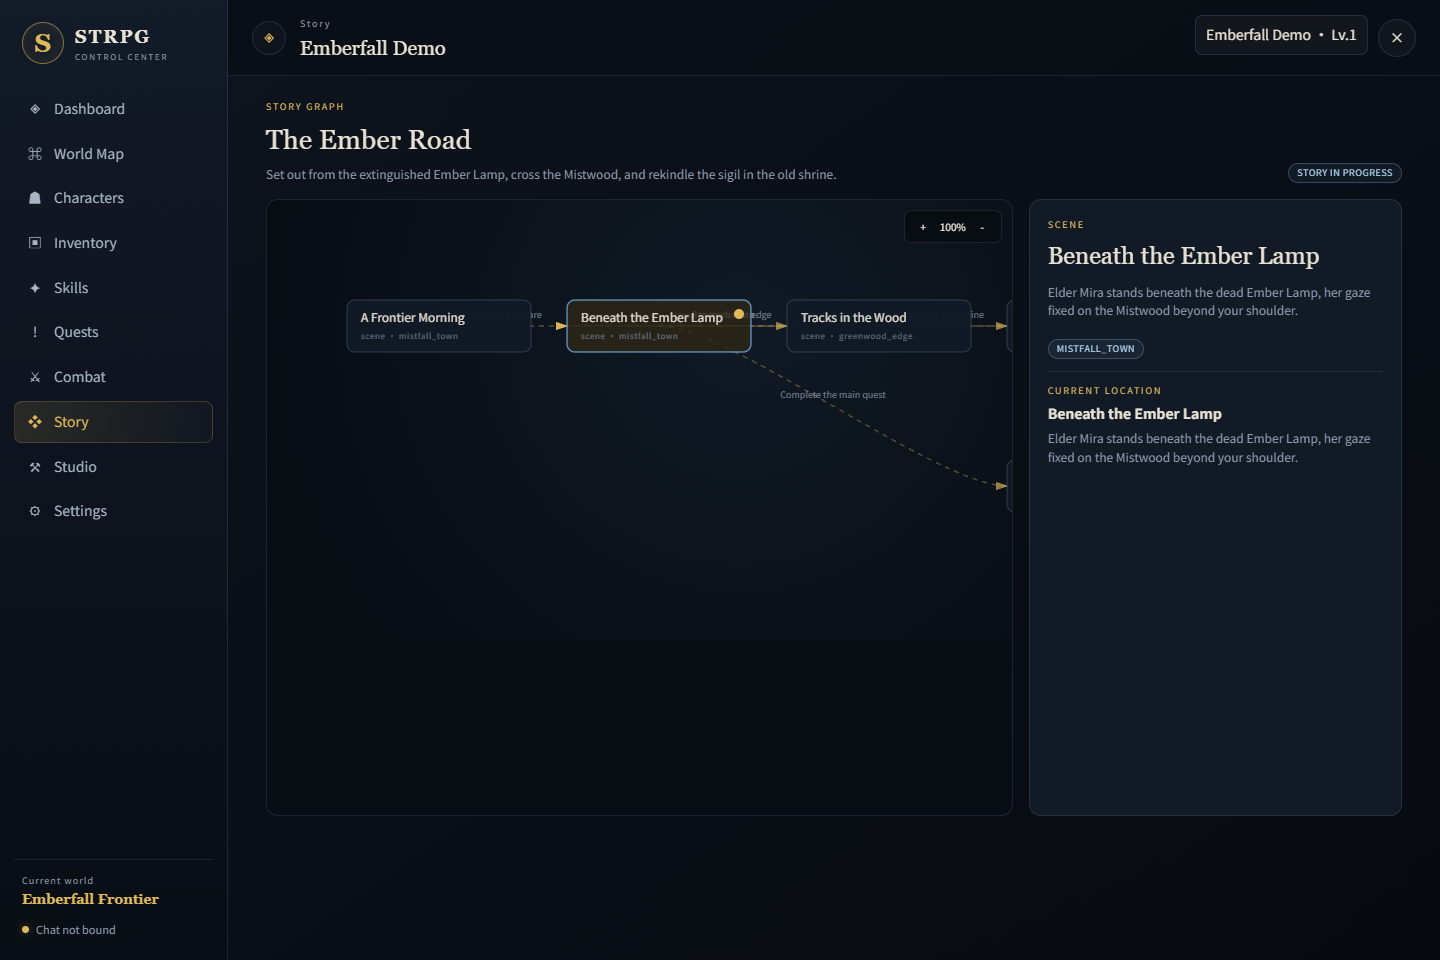 S
STRPG
CONTROL CENTER
Dashboard
World Map
Characters
Inventory
Skills
Quests
Combat
Story
Studio
Settings
Current world
Emberfall Frontier
Chat not bound
Story
Emberfall Demo
Emberfall Demo • Lv.1
×
STORY GRAPH
The Ember Road
Set out from the extinguished Ember Lamp, cross the Mistwood, and rekindle the sigil in the old shrine.
STORY IN PROGRESS
+ 100% -
A Frontier Morning
scene • mistfall_town
Beneath the Ember Lamp
scene • mistfall_town
Tracks in the Wood
scene • greenwood_edge
Complete the main quest
SCENE
Beneath the Ember Lamp
Elder Mira stands beneath the dead Ember Lamp, her gaze
fixed on the Mistwood beyond your shoulder.
MISTFALL_TOWN
CURRENT LOCATION
Beneath the Ember Lamp
Elder Mira stands beneath the dead Ember Lamp, her gaze
fixed on the Mistwood beyond your shoulder.